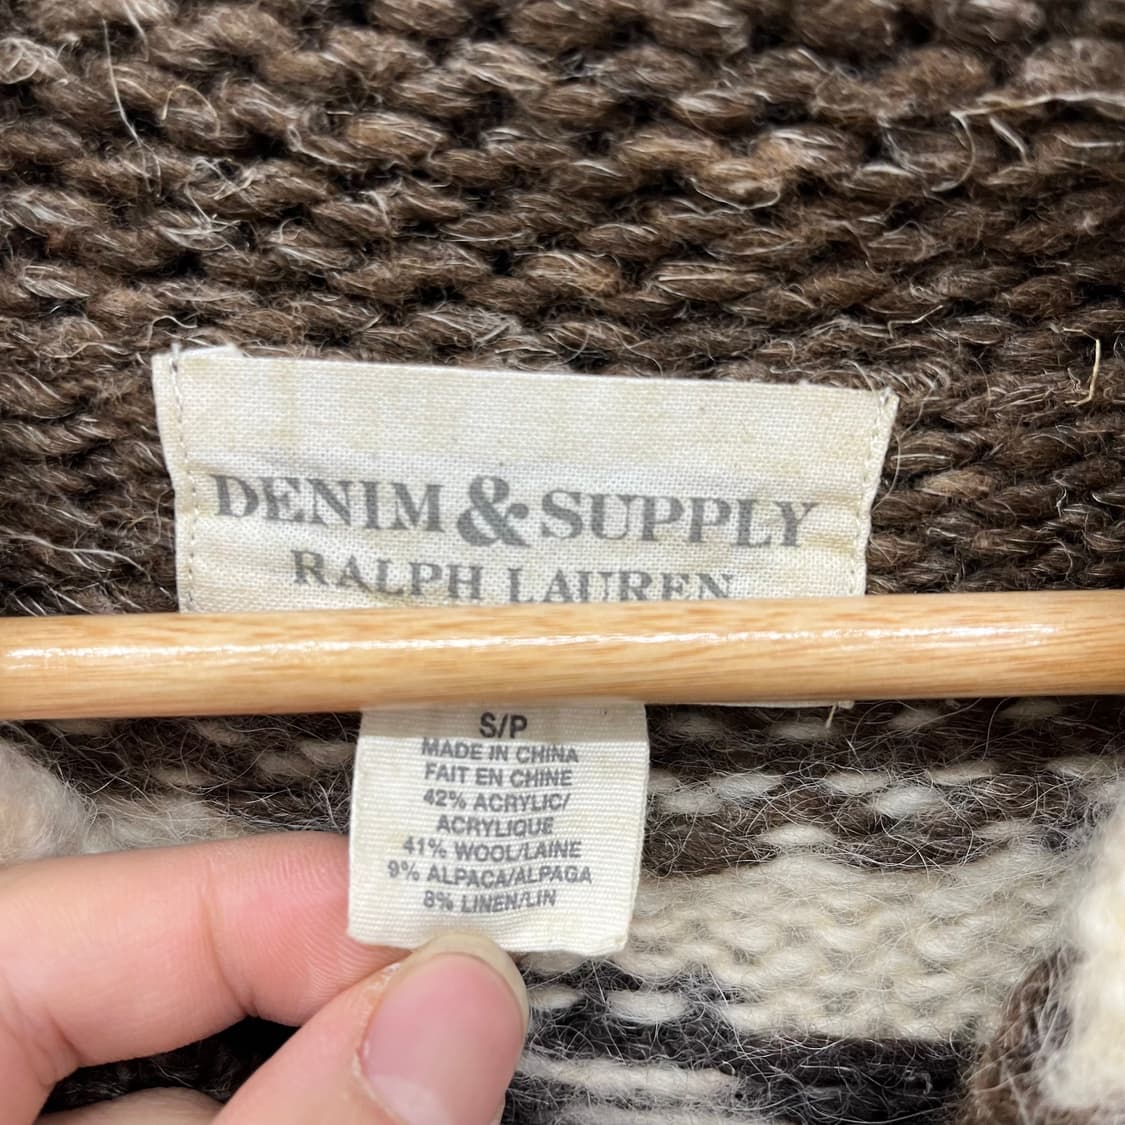 DENIM & SUPPLY
RALPH LAUREN
S/P
MADE IN CHINA
FAIT EN CHINE
42% ACRYLIC/
ACRYLIQUE
41% WOOL/LAINE
9% ALPACA/ALPAGA
8% LINEN/LIN